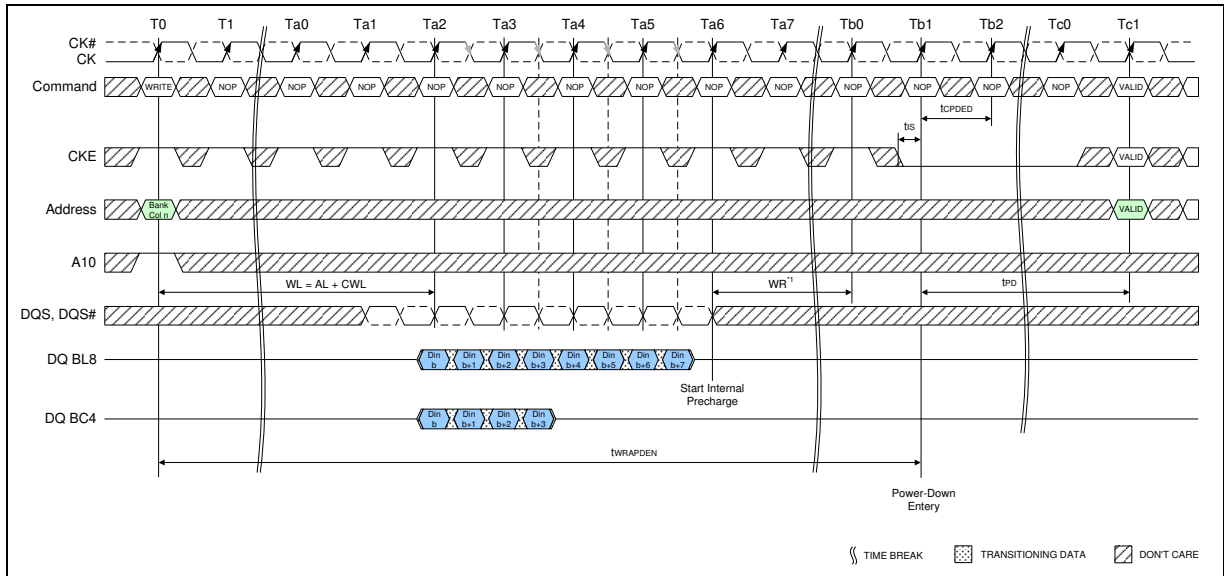 T0 T1 Ta0 Ta1 Ta2 Ta3 Ta4 Ta5 Ta6 Ta7 Tb0 Tb1 Tb2 Tc0 Tc1
CK#
CK
Command WRITE NOP NOP NOP NOP NOP NOP NOP NOP NOP NOP NOP NOP NOP VALID
tCPDED
tIS
CKE VALID
Address Bank Col n VALID
A10
WL = AL + CWL WR*1 tPD
DQS, DQS#
DQ BL8 Din b Din b+1 Din b+2 Din b+3 Din b+4 Din b+5 Din b+6 Din b+7
Start Internal
Precharge
DQ BC4 Din b Din b+1 Din b+2 Din b+3
tWRAPDEN
Power-Down
Entery
TIME BREAK TRANSITIONING DATA DON'T CARE